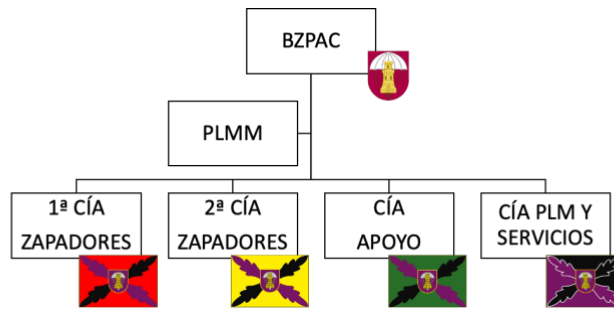 BZPAC
PLMM
1ª CÍA
ZAPADORES
2ª CÍA
ZAPADORES
CÍA
APOYO
CÍA PLM Y
SERVICIOS